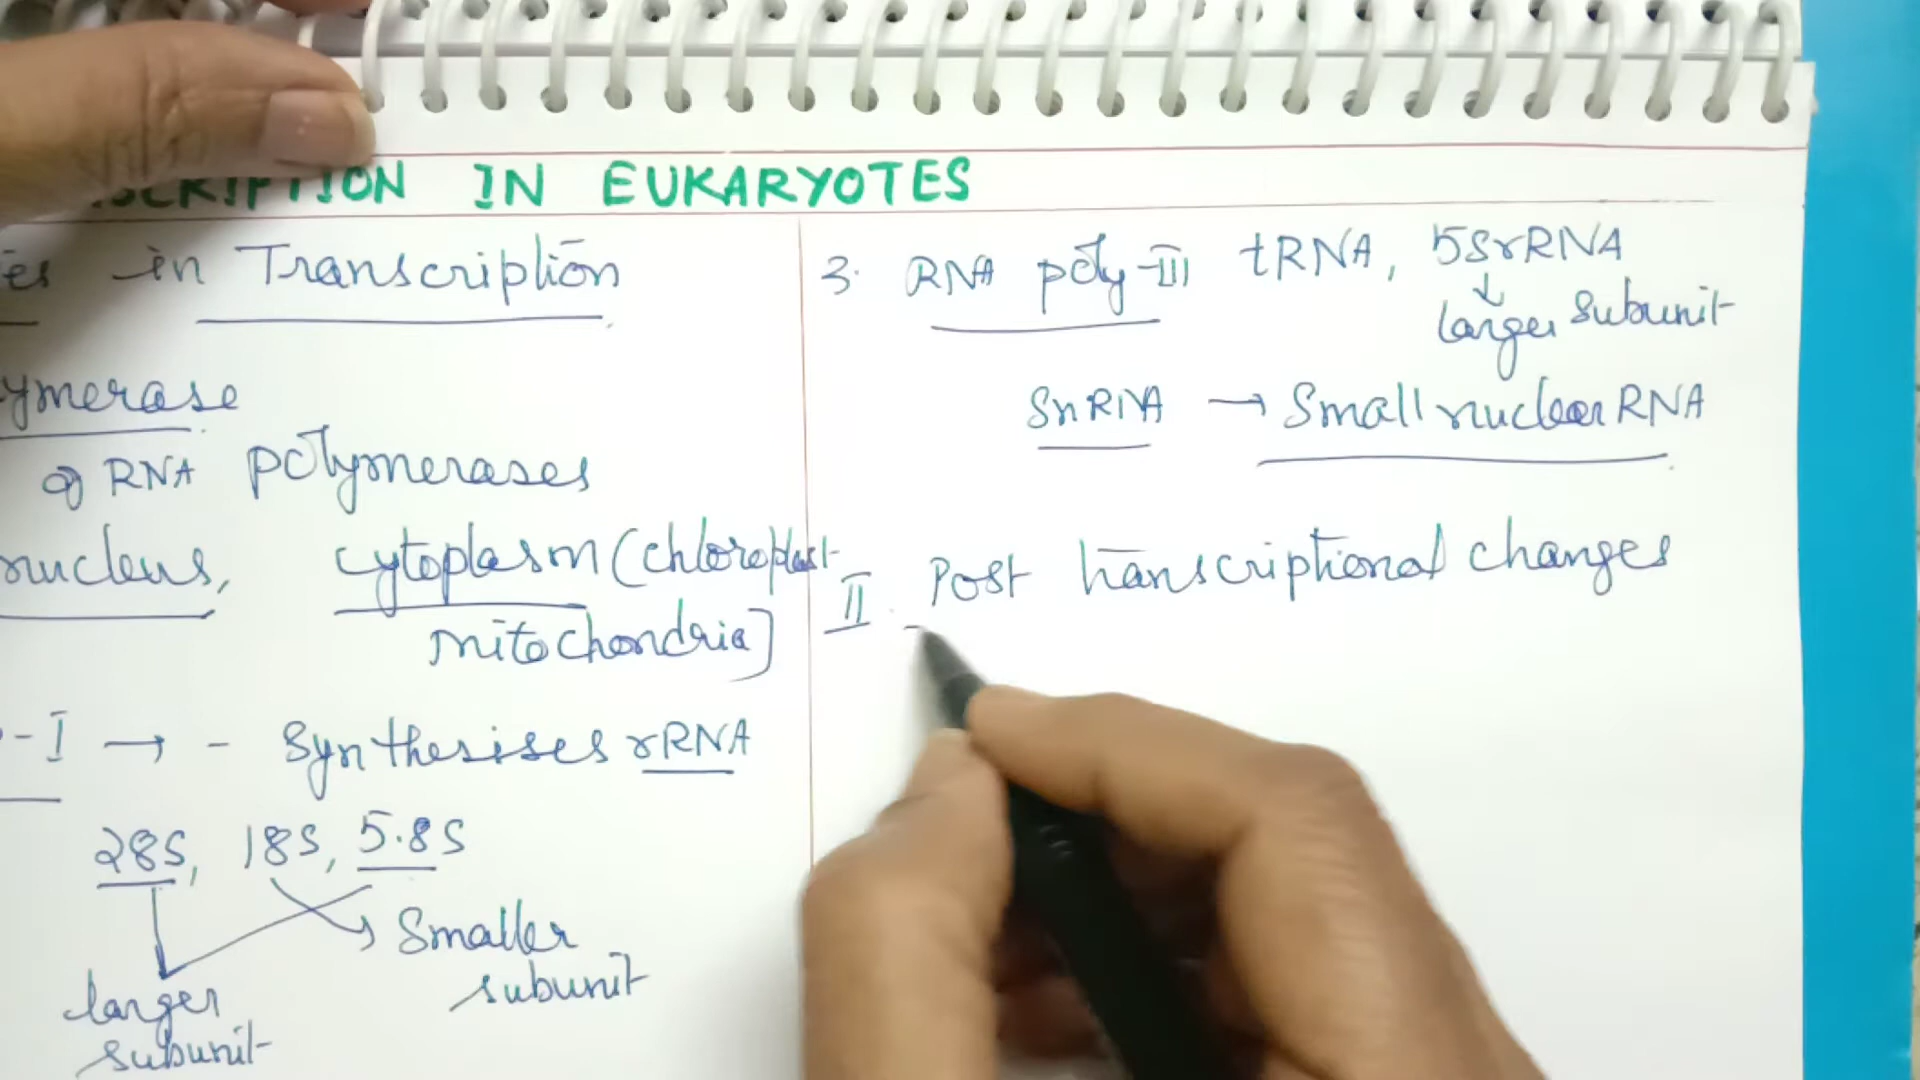 SCRIPTION IN EUKARYOTES
es in Transcription
ymerase
of RNA polymerases
nucleus, cytoplasm (chloroplast
mitochondria]
-I → - Synthesises rRNA
28S, 18S, 5.8S
Smaller
subunit
larger
subunit
3. RNA poly-III tRNA, 5SrRNA
↓
larger subunit
SnRNA → Small nuclear RNA
II. Post transcriptional changes